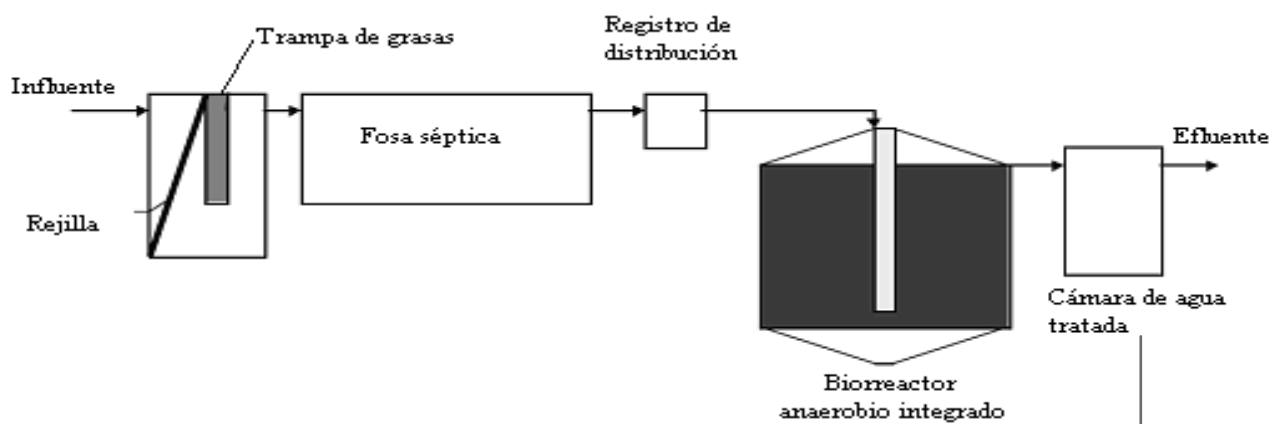 Trampa de grasas
Registro de
distribución
Influente
Fosa séptica
Efluente
Rejilla
Cámara de agua
tratada
Biorreactor
anaerobio integrado